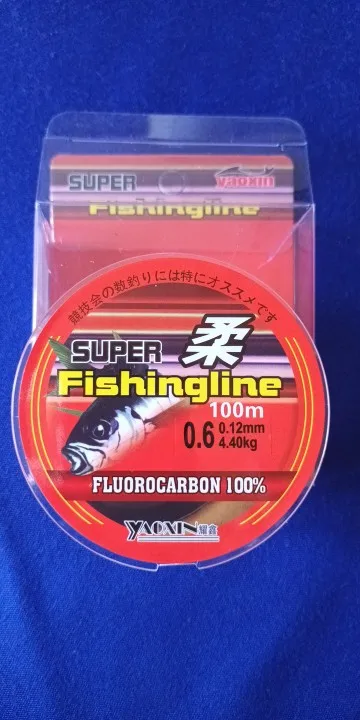 SUPER
yaoxin
Fishingline
競技会の数釣りには特にオススメです
SUPER 柔
Fishingline
100m
0.6 0.12mm
4.40kg
FLUOROCARBON 100%
YAOXIN 耀鑫